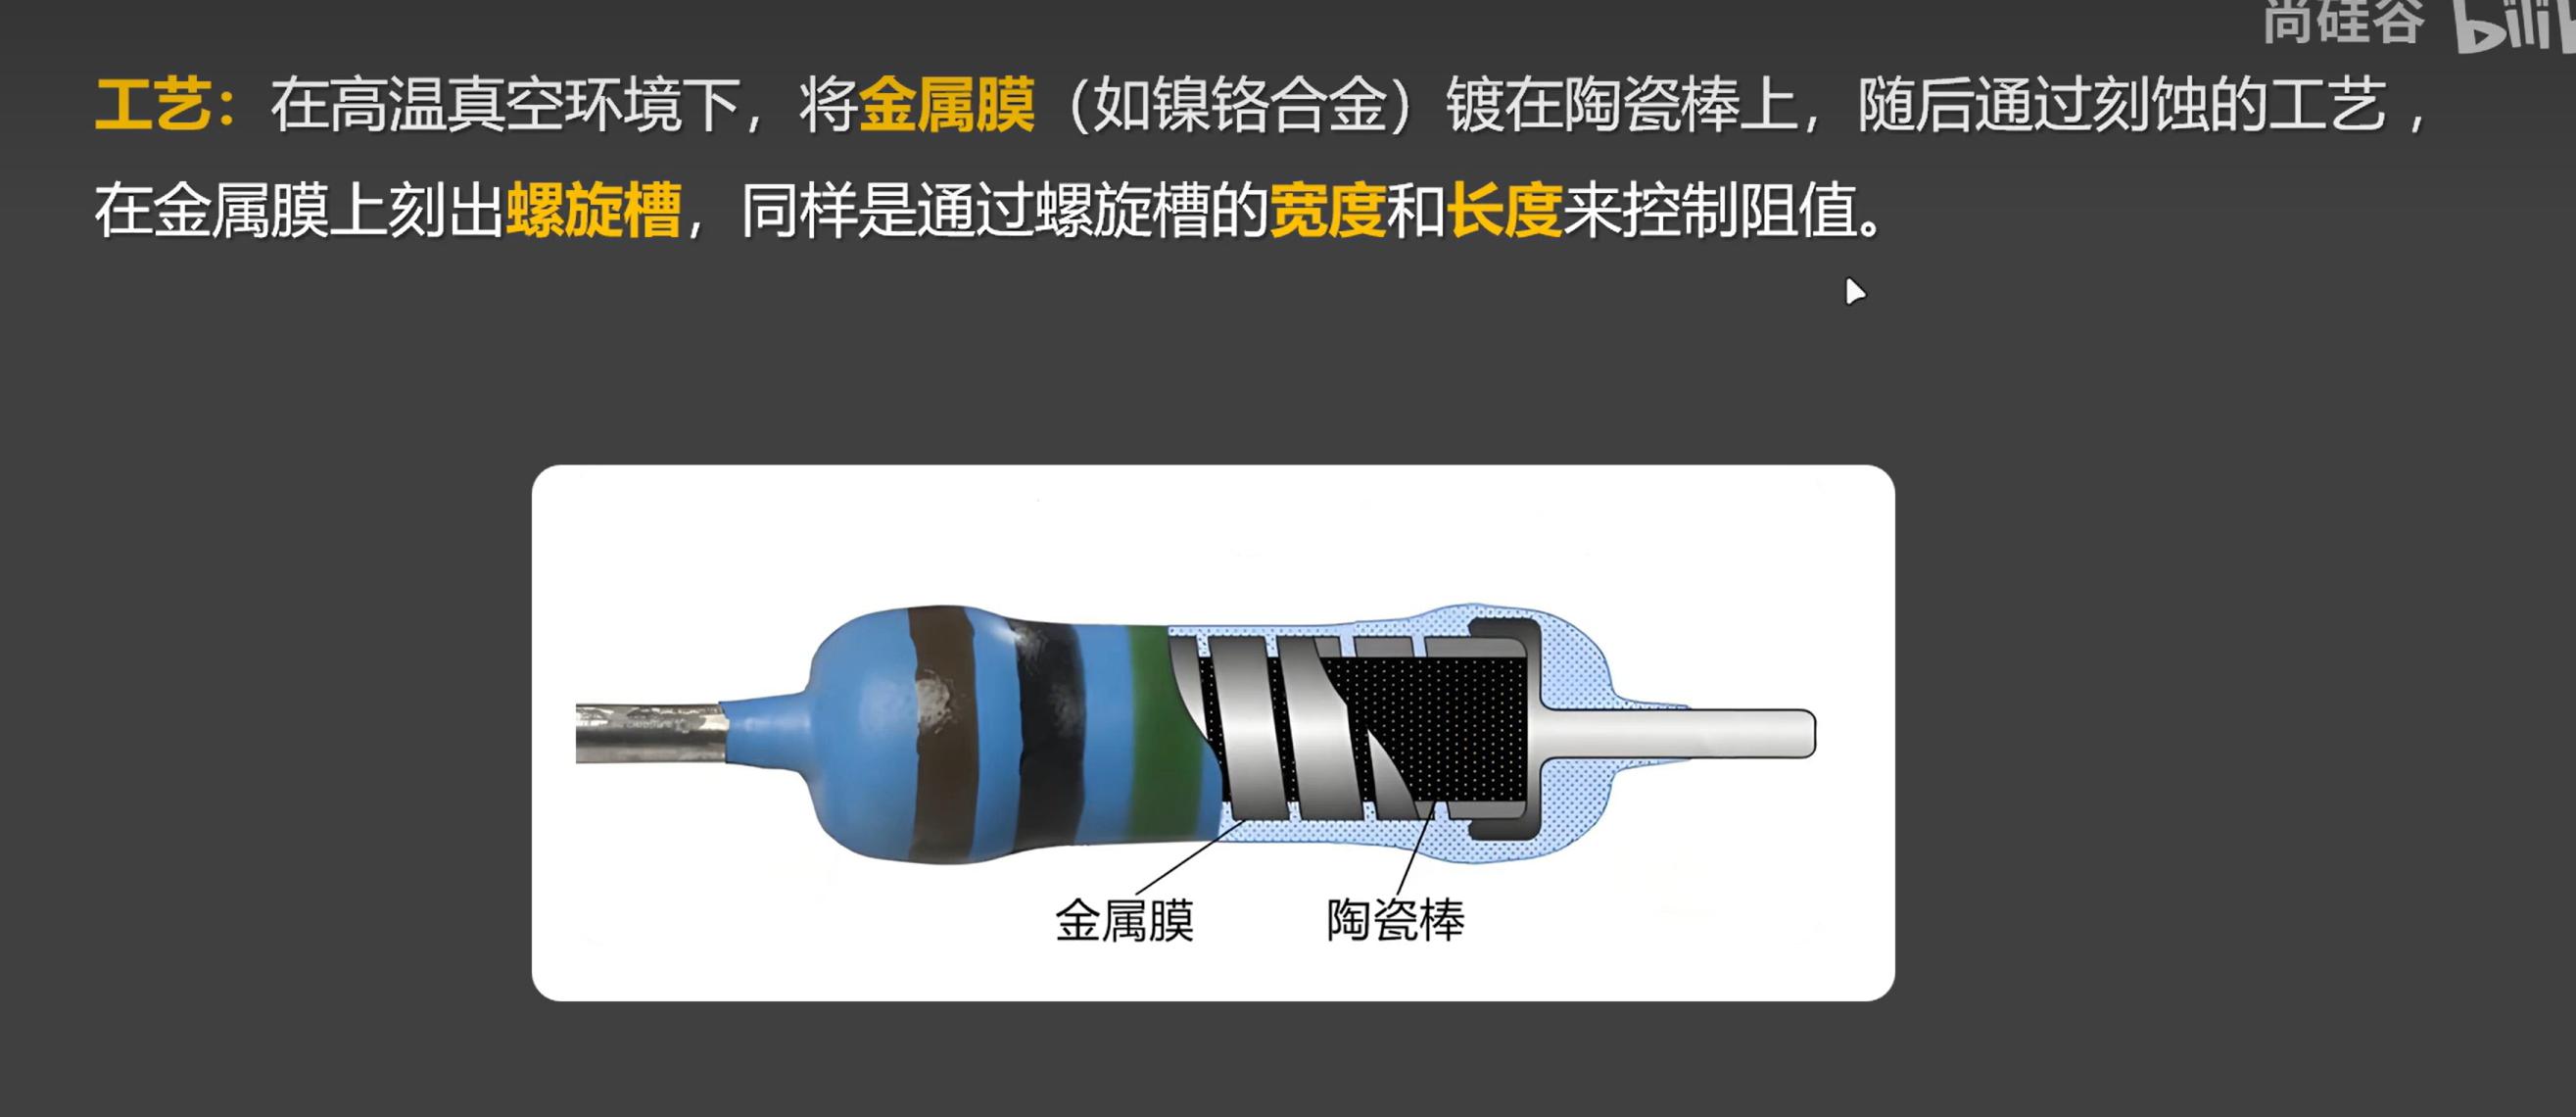 尚硅谷 bili
工艺：在高温真空环境下，将金属膜（如镍铬合金）镀在陶瓷棒上，随后通过刻蚀的工艺，
在金属膜上刻出螺旋槽，同样是通过螺旋槽的宽度和长度来控制阻值。
金属膜 陶瓷棒